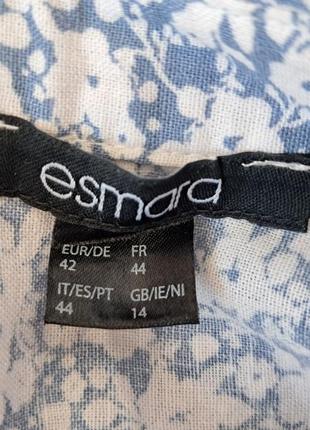 esmara
EUR/DE FR
42 44
IT/ES/PT GB/IE/NI
44 14